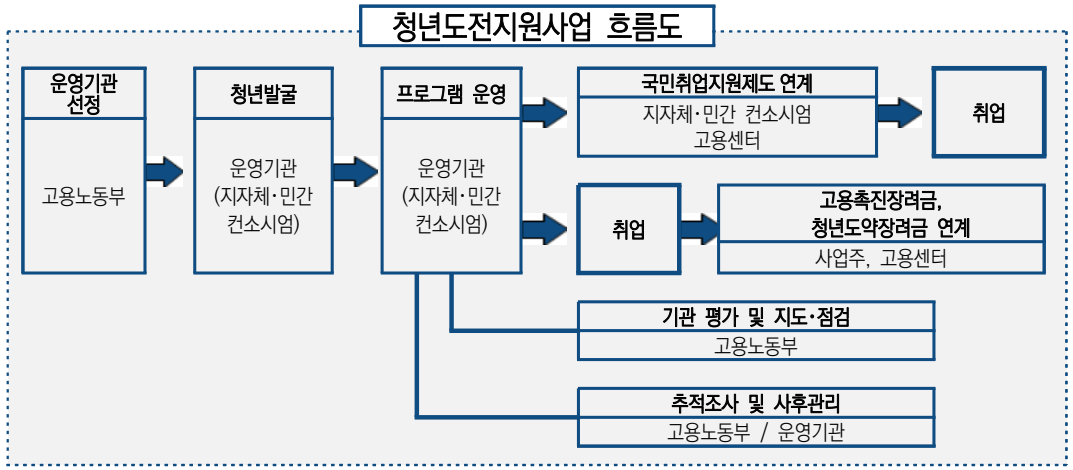 청년도전지원사업 흐름도
운영기관
선정
고용노동부
청년발굴
운영기관
(지자체·민간
컨소시엄)
프로그램 운영
운영기관
(지자체·민간
컨소시엄)
국민취업지원제도 연계
지자체·민간 컨소시엄
고용센터
취업
취업
고용촉진장려금,
청년도약장려금 연계
사업주, 고용센터
기관 평가 및 지도·점검
고용노동부
추적조사 및 사후관리
고용노동부 / 운영기관